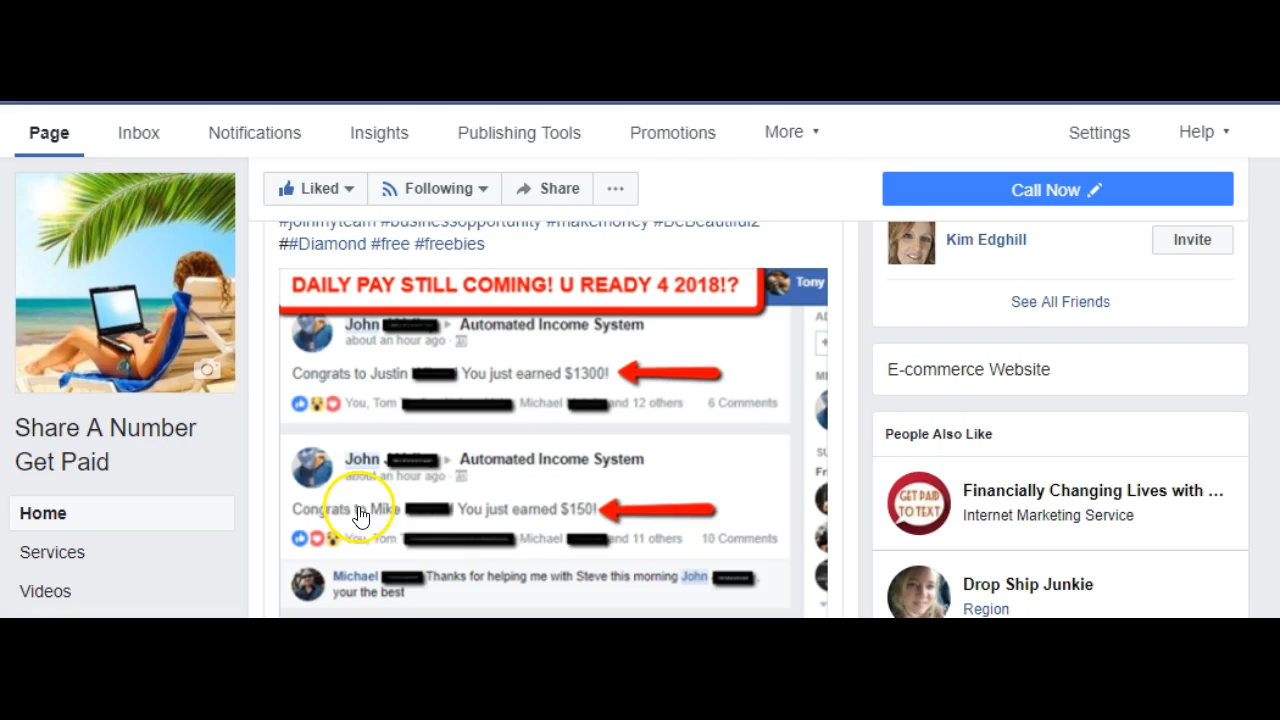 Page Inbox Notifications Insights Publishing Tools Promotions More Settings Help
Liked Following Share ... Call Now
#joinmyteam #businessopportunity #makemoney #BeBeautiful2
##Diamond #free #freebies
DAILY PAY STILL COMING! U READY 4 2018!? Tony
John Automated Income System
about an hour ago
Congrats to Justin You just earned $1300!
You, Tom Michael and 12 others 6 Comments
John Automated Income System
about an hour ago
Congrats to Mike You just earned $150!
You, Tom Michael and 11 others 10 Comments
Michael Thanks for helping me with Steve this morning John .
your the best
Share A Number
Get Paid
Home
Services
Videos
Kim Edghill Invite
See All Friends
E-commerce Website
People Also Like
GET PAID
TO TEXT
Financially Changing Lives with ...
Internet Marketing Service
Drop Ship Junkie
Region